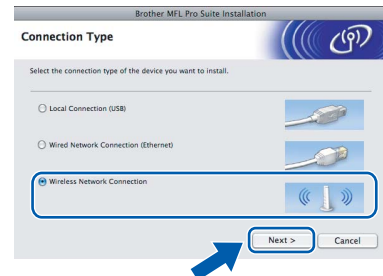 Brother MFL Pro Suite Installation
Connection Type
Select the connection type of the device you want to install.
Local Connection (USB)
Wired Network Connection (Ethernet)
Wireless Network Connection
Next >
Cancel